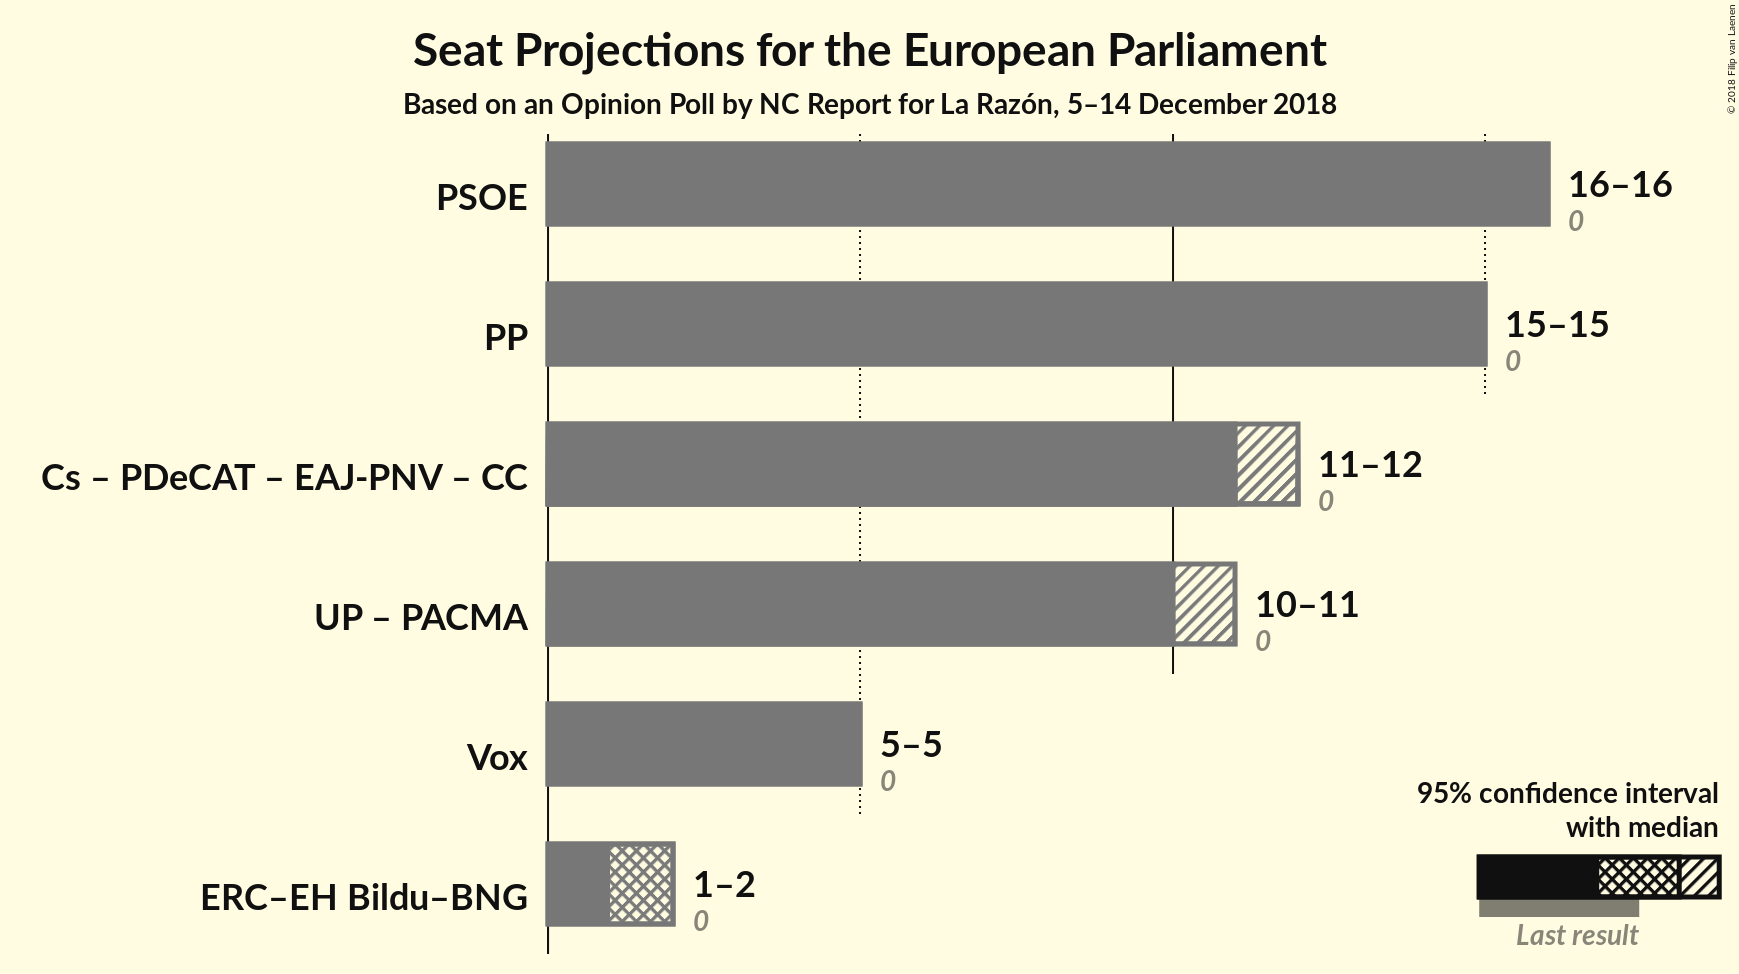 Seat Projections for the European Parliament
Based on an Opinion Poll by NC Report for La Razón, 5–14 December 2018
© 2018 Filip van Laenen
PSOE
16–16
0
PP
15–15
0
Cs – PDeCAT – EAJ-PNV – CC
11–12
0
UP – PACMA
10–11
0
Vox
5–5
0
ERC–EH Bildu–BNG
1–2
0
95% confidence interval
with median
Last result